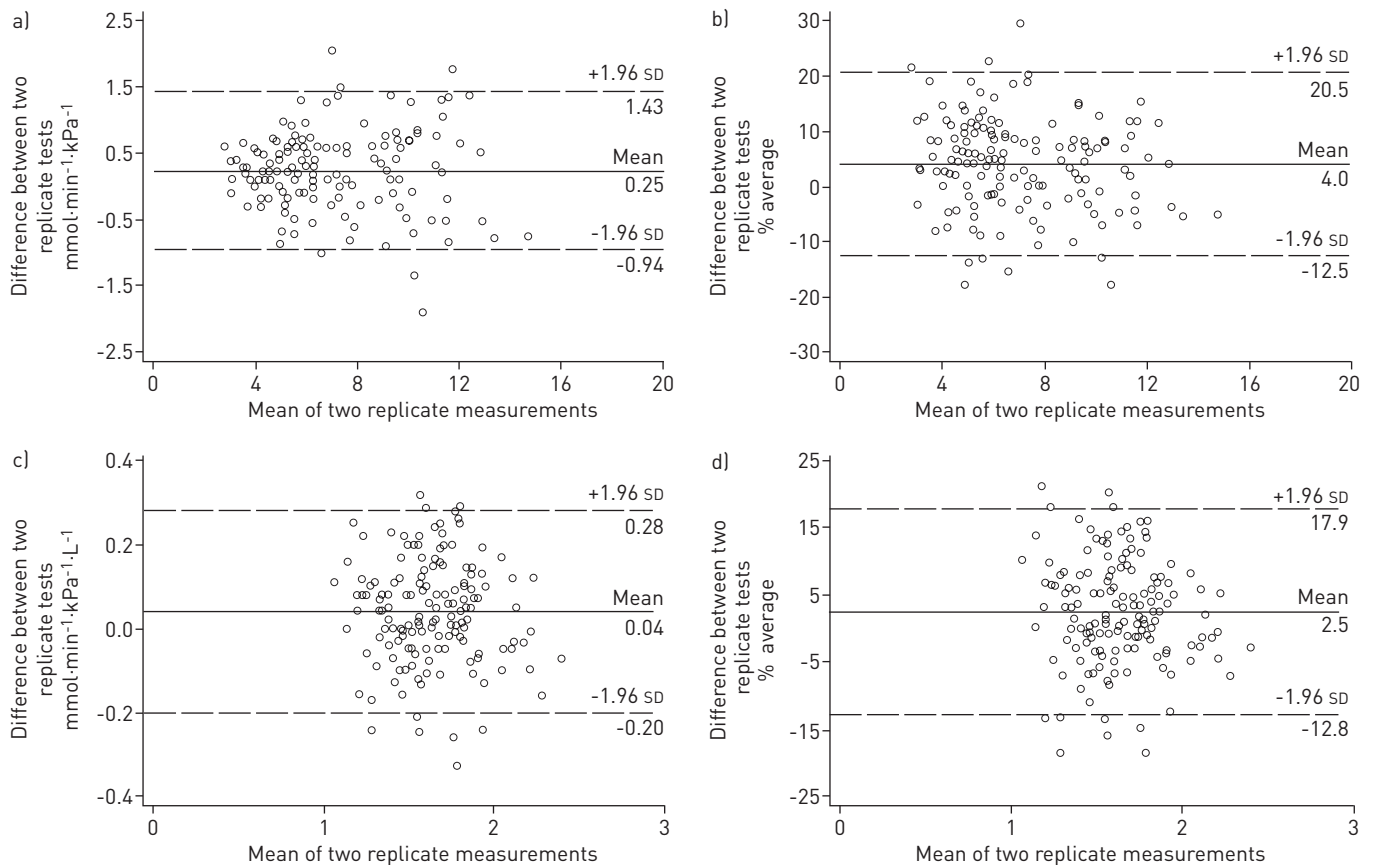 a)
Difference between two
replicate tests
mmol·min⁻¹·kPa⁻¹
2.5
1.5
0.5
-0.5
-1.5
-2.5
+1.96 SD
1.43
Mean
0.25
-1.96 SD
-0.94
0 4 8 12 16 20
Mean of two replicate measurements
b)
Difference between two
replicate tests
% average
30
20
10
0
-10
-20
-30
+1.96 SD
20.5
Mean
4.0
-1.96 SD
-12.5
0 4 8 12 16 20
Mean of two replicate measurements
c)
Difference between two
replicate tests
mmol·min⁻¹·kPa⁻¹·L⁻¹
0.4
0.2
0.0
-0.2
-0.4
+1.96 SD
0.28
Mean
0.04
-1.96 SD
-0.20
0 1 2 3
Mean of two replicate measurements
d)
Difference between two
replicate tests
% average
25
15
5
-5
-15
-25
+1.96 SD
17.9
Mean
2.5
-1.96 SD
-12.8
0 1 2 3
Mean of two replicate measurements